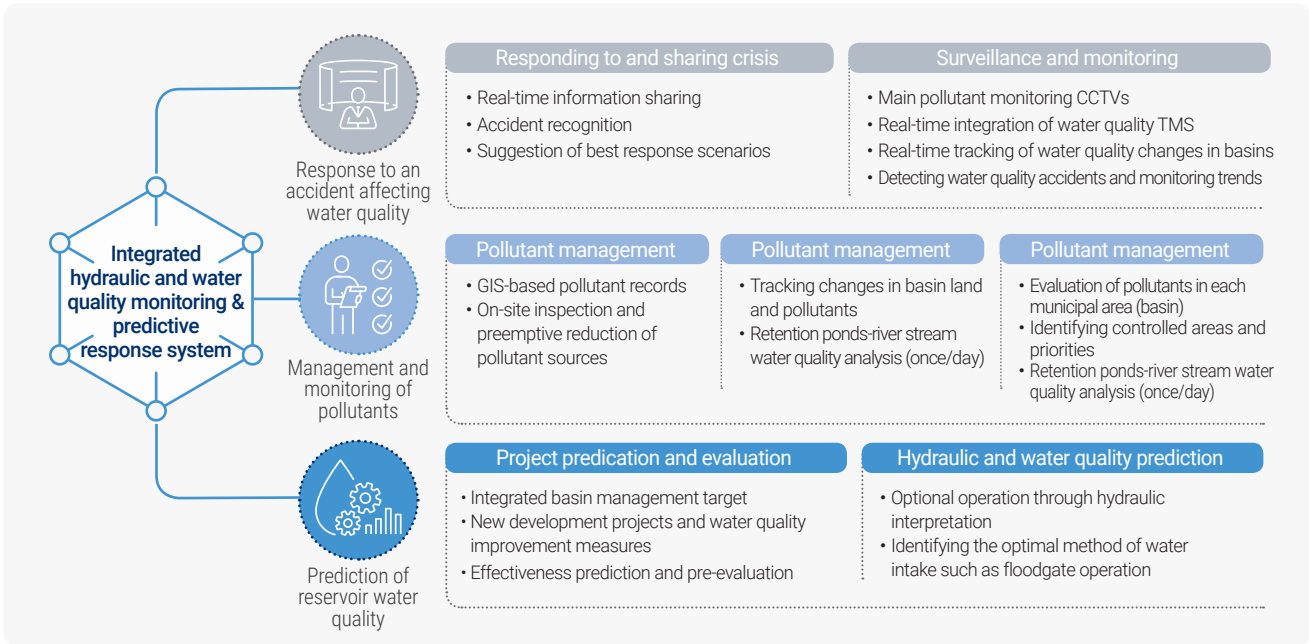 Integrated
hydraulic and water
quality monitoring &
predictive
response system
Response to an
accident affecting
water quality
Responding to and sharing crisis
• Real-time information sharing
• Accident recognition
• Suggestion of best response scenarios
Surveillance and monitoring
• Main pollutant monitoring CCTVs
• Real-time integration of water quality TMS
• Real-time tracking of water quality changes in basins
• Detecting water quality accidents and monitoring trends
Management and
monitoring of
pollutants
Pollutant management
• GIS-based pollutant records
• On-site inspection and
preemptive reduction of
pollutant sources
Pollutant management
• Tracking changes in basin land
and pollutants
• Retention ponds-river stream
water quality analysis (once/day)
Pollutant management
• Evaluation of pollutants in each
municipal area (basin)
• Identifying controlled areas and
priorities
• Retention ponds-river stream water
quality analysis (once/day)
Prediction of
reservoir water
quality
Project predication and evaluation
• Integrated basin management target
• New development projects and water quality
improvement measures
• Effectiveness prediction and pre-evaluation
Hydraulic and water quality prediction
• Optional operation through hydraulic
interpretation
• Identifying the optimal method of water
intake such as floodgate operation